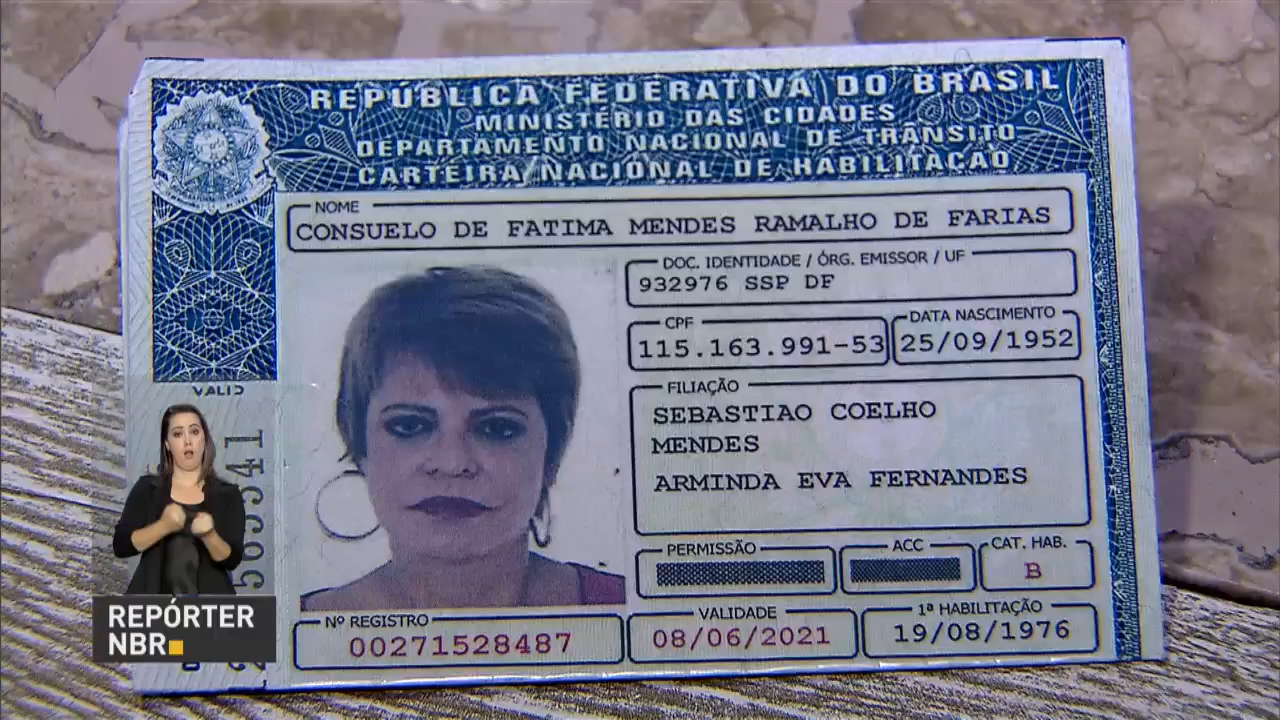 REPÚBLICA FEDERATIVA DO BRASIL
MINISTÉRIO DAS CIDADES
DEPARTAMENTO NACIONAL DE TRÂNSITO
CARTEIRA NACIONAL DE HABILITAÇÃO
NOME
CONSUELO DE FATIMA MENDES RAMALHO DE FARIAS
DOC. IDENTIDADE / ÓRG. EMISSOR / UF
932976 SSP DF
CPF
115.163.991-53
DATA NASCIMENTO
25/09/1952
FILIAÇÃO
SEBASTIAO COELHO
MENDES
ARMINDA EVA FERNANDES
PERMISSÃO
ACC
CAT. HAB.
B
Nº REGISTRO
00271528487
VALIDADE
08/06/2021
1ª HABILITAÇÃO
19/08/1976
REPÓRTER
NBR